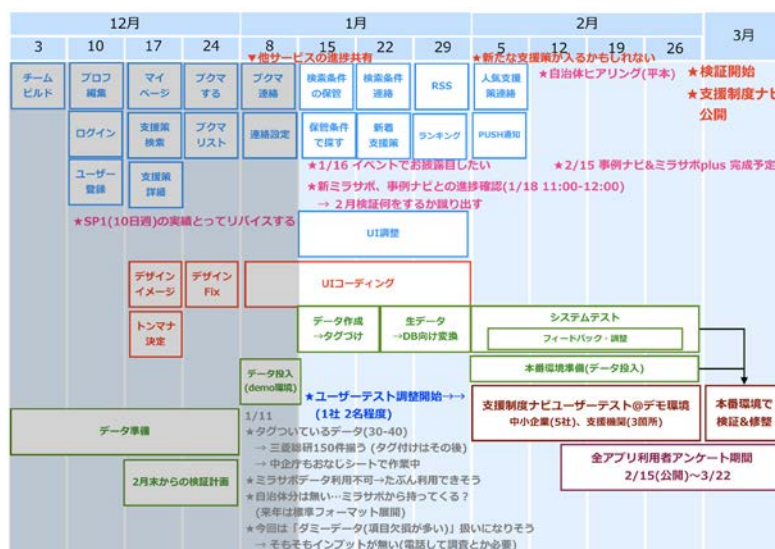 12月
1月
2月
3月
3
10
17
24
8
15
22
29
5
12
19
26
▼他サービスの進捗共有
★新たな支援策が入るかもしれない
チーム
ビルド
プロフ
編集
マイ
ページ
ブクマ
する
ブクマ
連絡
検索条件
の保管
検索条件
連絡
RSS
人気支援
策連絡
★自治体ヒアリング(平本)
★検証開始
★支援制度ナビ
公開
ログイン
支援策
検索
ブクマ
リスト
連絡設定
保管条件
で探す
新着
支援策
ランキング
PUSH通知
ユーザー
登録
支援策
詳細
★1/16 イベントでお披露目したい
★2/15 事例ナビ&ミラサポplus 完成予定
★新ミラサポ、事例ナビとの進捗確認(1/18 11:00-12:00)
→ 2月検証何をするか譲り出す
★SP1(10日週)の実績とってリバイスする
UI調整
デザイン
イメージ
デザイン
Fix
UIコーディング
トンマナ
決定
データ作成
→タグづけ
生データ
→DB向け変換
システムテスト
フィードバック・調整
データ投入
(demo環境)
本番環境準備(データ投入)
★ユーザーテスト調整開始→→
(1社 2名程度)
支援制度ナビユーザーテスト@デモ環境
中小企業(5社)、支援機関(3箇所)
本番環境で
検証&修整
データ準備
1/11
★タグついているデータ(30-40)
→ 三菱総研150件揃う (タグ付けはその後)
→ 中企庁もおなじシートで作業中
★ミラサポデータ利用不可→たぶん利用できそう
★自治体分は無い…ミラサポから持ってくる？
(来年は標準フォーマット展開)
★今回は「ダミーデータ(項目欠損が多い)」扱いになりそう
→ そもそもインプットが無い(電話して調査とか必要)
2月末からの検証計画
全アプリ利用者アンケート期間
2/15(公開)〜3/22